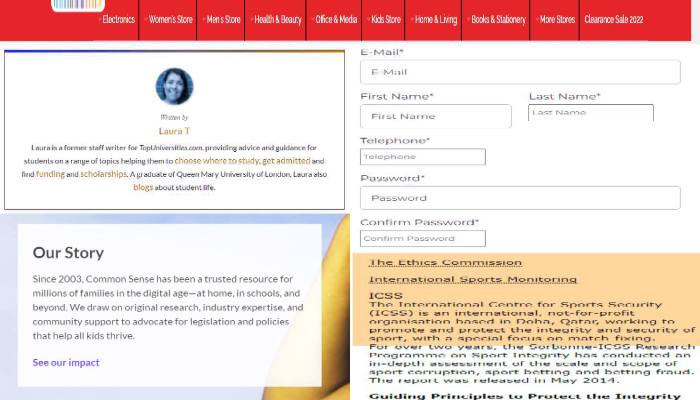 Electronics Women's Store Men's Store Health & Beauty Office & Media Kids Store Home & Living Books & Stationery More Stores Clearance Sale 2022
Written by
Laura T
Laura is a former staff writer for TopUniversities.com, providing advice and guidance for
students on a range of topics helping them to choose where to study, get admitted and
find funding and scholarships. A graduate of Queen Mary University of London, Laura also
blogs about student life.
Our Story
Since 2003, Common Sense has been a trusted resource for
millions of families in the digital age—at home, in schools, and
beyond. We draw on original research, industry expertise, and
community support to advocate for legislation and policies
that help all kids thrive.
See our impact
E-Mail*
E-Mail
First Name* Last Name*
First Name Last Name
Telephone*
Telephone
Password*
Password
Confirm Password*
Confirm Password
The Ethics Commission
International Sports Monitoring
ICSS
The International Centre for Sports Security
(ICSS) is an international, not-for-profit
organisation based in Doha, Qatar, working to
promote and protect the integrity and security of
sport, with a special focus on match fixing.
For over two years, the Sorbonne-ICSS Research
Programme on Sport Integrity has conducted an
in-depth assessment of the scale and scope of
sport corruption, sport betting and betting fraud.
The report was released in May 2014.
Guiding Principles to Protect the Integrity